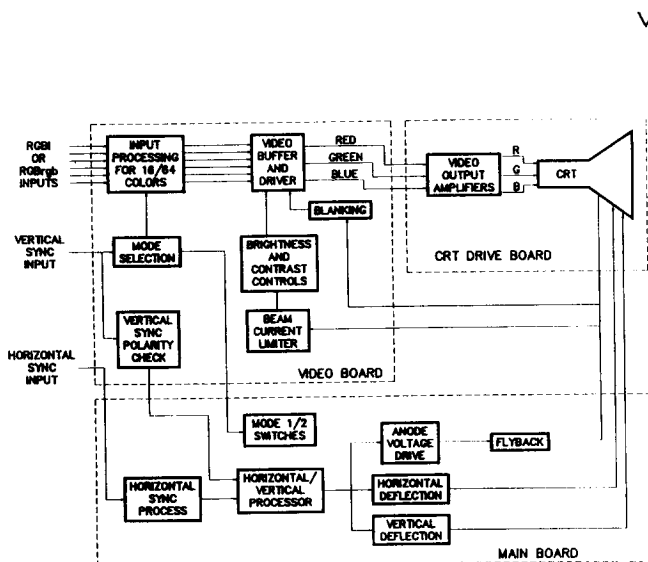 V
RGBI
OR
RGBrgb
INPUTS
INPUT
PROCESSING
FOR 16/64
COLORS
VIDEO
BUFFER
AND
DRIVER
RED
GREEN
BLUE
VIDEO
OUTPUT
AMPLIFIERS
R
G
B
CRT
BLANKING
VERTICAL
SYNC
INPUT
MODE
SELECTION
BRIGHTNESS
AND
CONTRAST
CONTROLS
CRT DRIVE BOARD
VERTICAL
SYNC
POLARITY
CHECK
BEAM
CURRENT
LIMITER
HORIZONTAL
SYNC
INPUT
VIDEO BOARD
MODE 1/2
SWITCHES
ANODE
VOLTAGE
DRIVE
FLYBACK
HORIZONTAL
SYNC
PROCESS
HORIZONTAL/
VERTICAL
PROCESSOR
HORIZONTAL
DEFLECTION
VERTICAL
DEFLECTION
MAIN BOARD